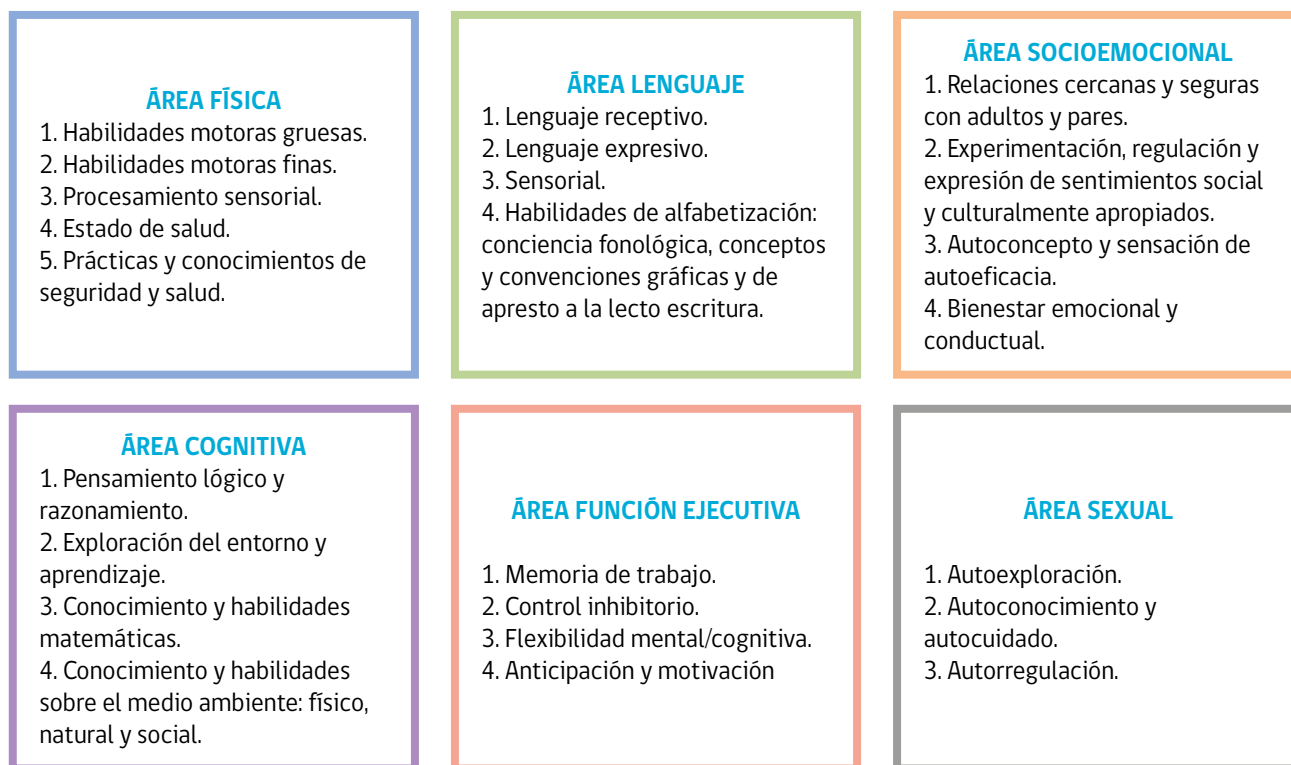 ÁREA FÍSICA
1. Habilidades motoras gruesas.
2. Habilidades motoras finas.
3. Procesamiento sensorial.
4. Estado de salud.
5. Prácticas y conocimientos de
seguridad y salud.
ÁREA LENGUAJE
1. Lenguaje receptivo.
2. Lenguaje expresivo.
3. Sensorial.
4. Habilidades de alfabetización:
conciencia fonológica, conceptos
y convenciones gráficas y de
apresto a la lecto escritura.
ÁREA SOCIOEMOCIONAL
1. Relaciones cercanas y seguras
con adultos y pares.
2. Experimentación, regulación y
expresión de sentimientos social
y culturalmente apropiados.
3. Autoconcepto y sensación de
autoeficacia.
4. Bienestar emocional y
conductual.
ÁREA COGNITIVA
1. Pensamiento lógico y
razonamiento.
2. Exploración del entorno y
aprendizaje.
3. Conocimiento y habilidades
matemáticas.
4. Conocimiento y habilidades
sobre el medio ambiente: físico,
natural y social.
ÁREA FUNCIÓN EJECUTIVA
1. Memoria de trabajo.
2. Control inhibitorio.
3. Flexibilidad mental/cognitiva.
4. Anticipación y motivación
ÁREA SEXUAL
1. Autoexploración.
2. Autoconocimiento y
autocuidado.
3. Autorregulación.